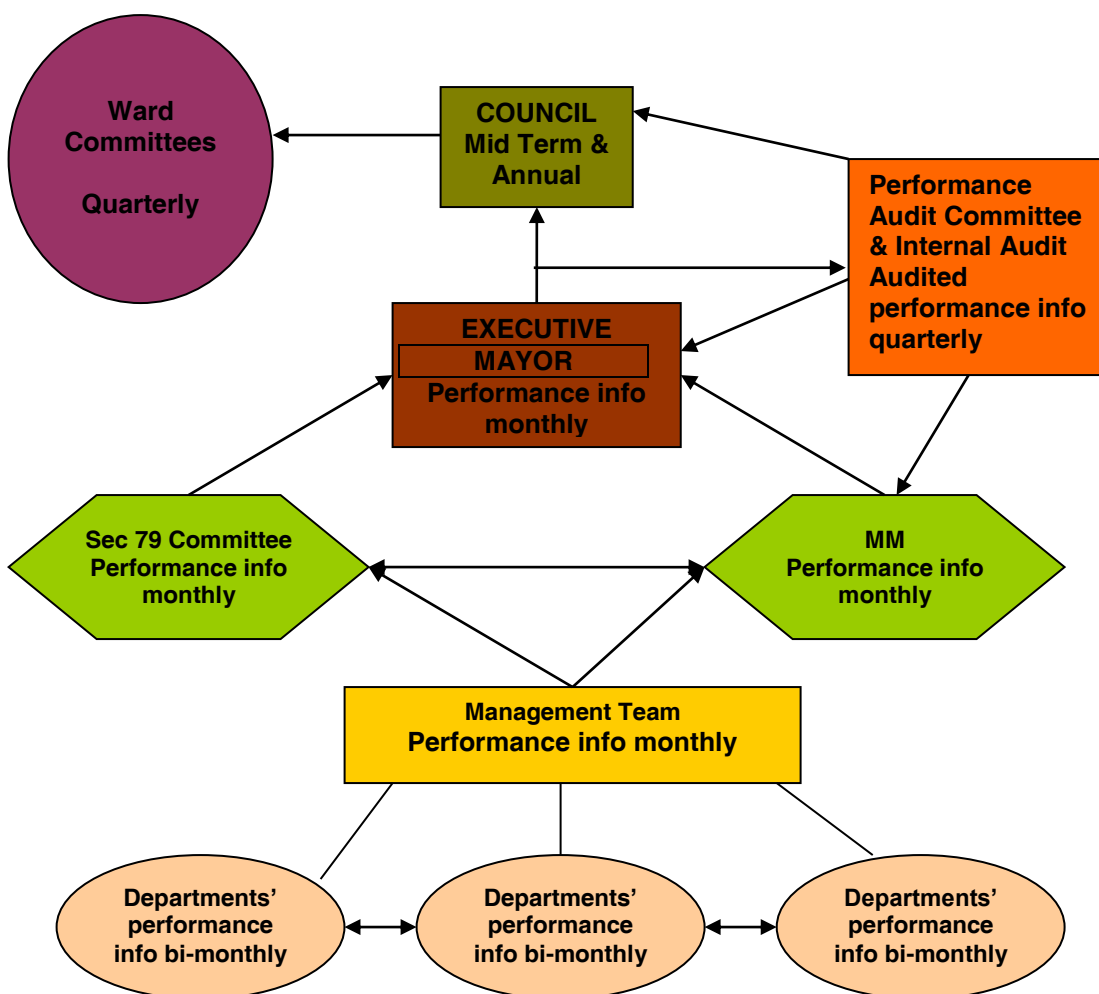 Ward
Committees
Quarterly
COUNCIL
Mid Term &
Annual
Performance
Audit Committee
& Internal Audit
Audited
performance info
quarterly
EXECUTIVE
MAYOR
Performance info
monthly
Sec 79 Committee
Performance info
monthly
MM
Performance info
monthly
Management Team
Performance info monthly
Departments’
performance
info bi-monthly
Departments’
performance
info bi-monthly
Departments’
performance
info bi-monthly